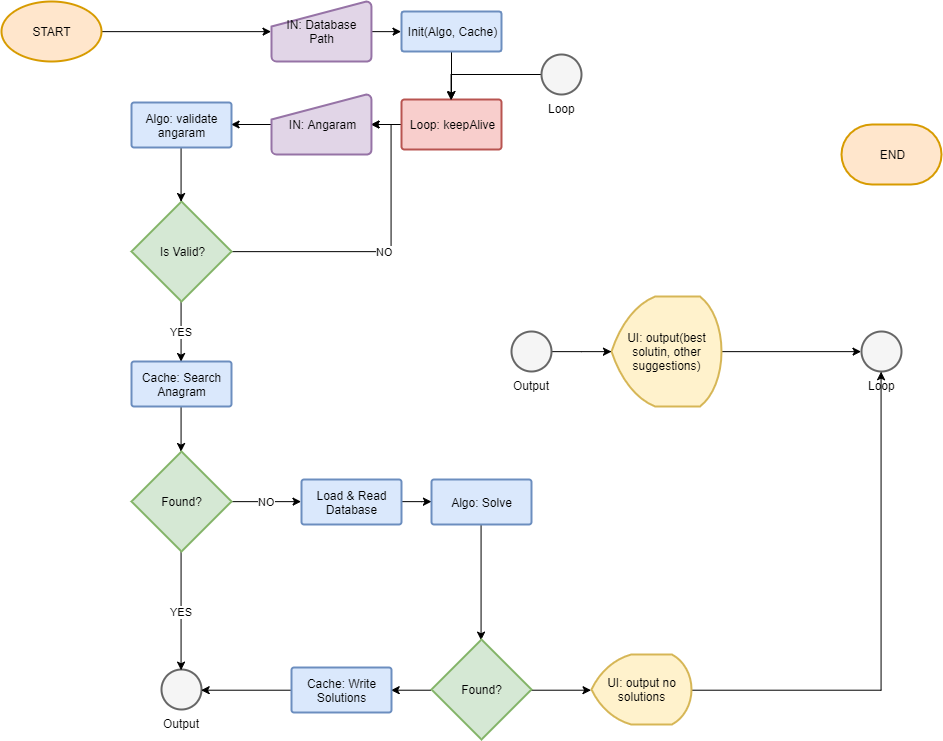 START
IN: Database
Path
Init(Algo, Cache)
Loop
Algo: validate
angaram
IN: Angaram
Loop: keepAlive
END
Is Valid?
NO
YES
Cache: Search
Anagram
Output
UI: output(best
solutin, other
suggestions)
Loop
Found?
NO
Load & Read
Database
Algo: Solve
YES
Output
Cache: Write
Solutions
Found?
UI: output no
solutions